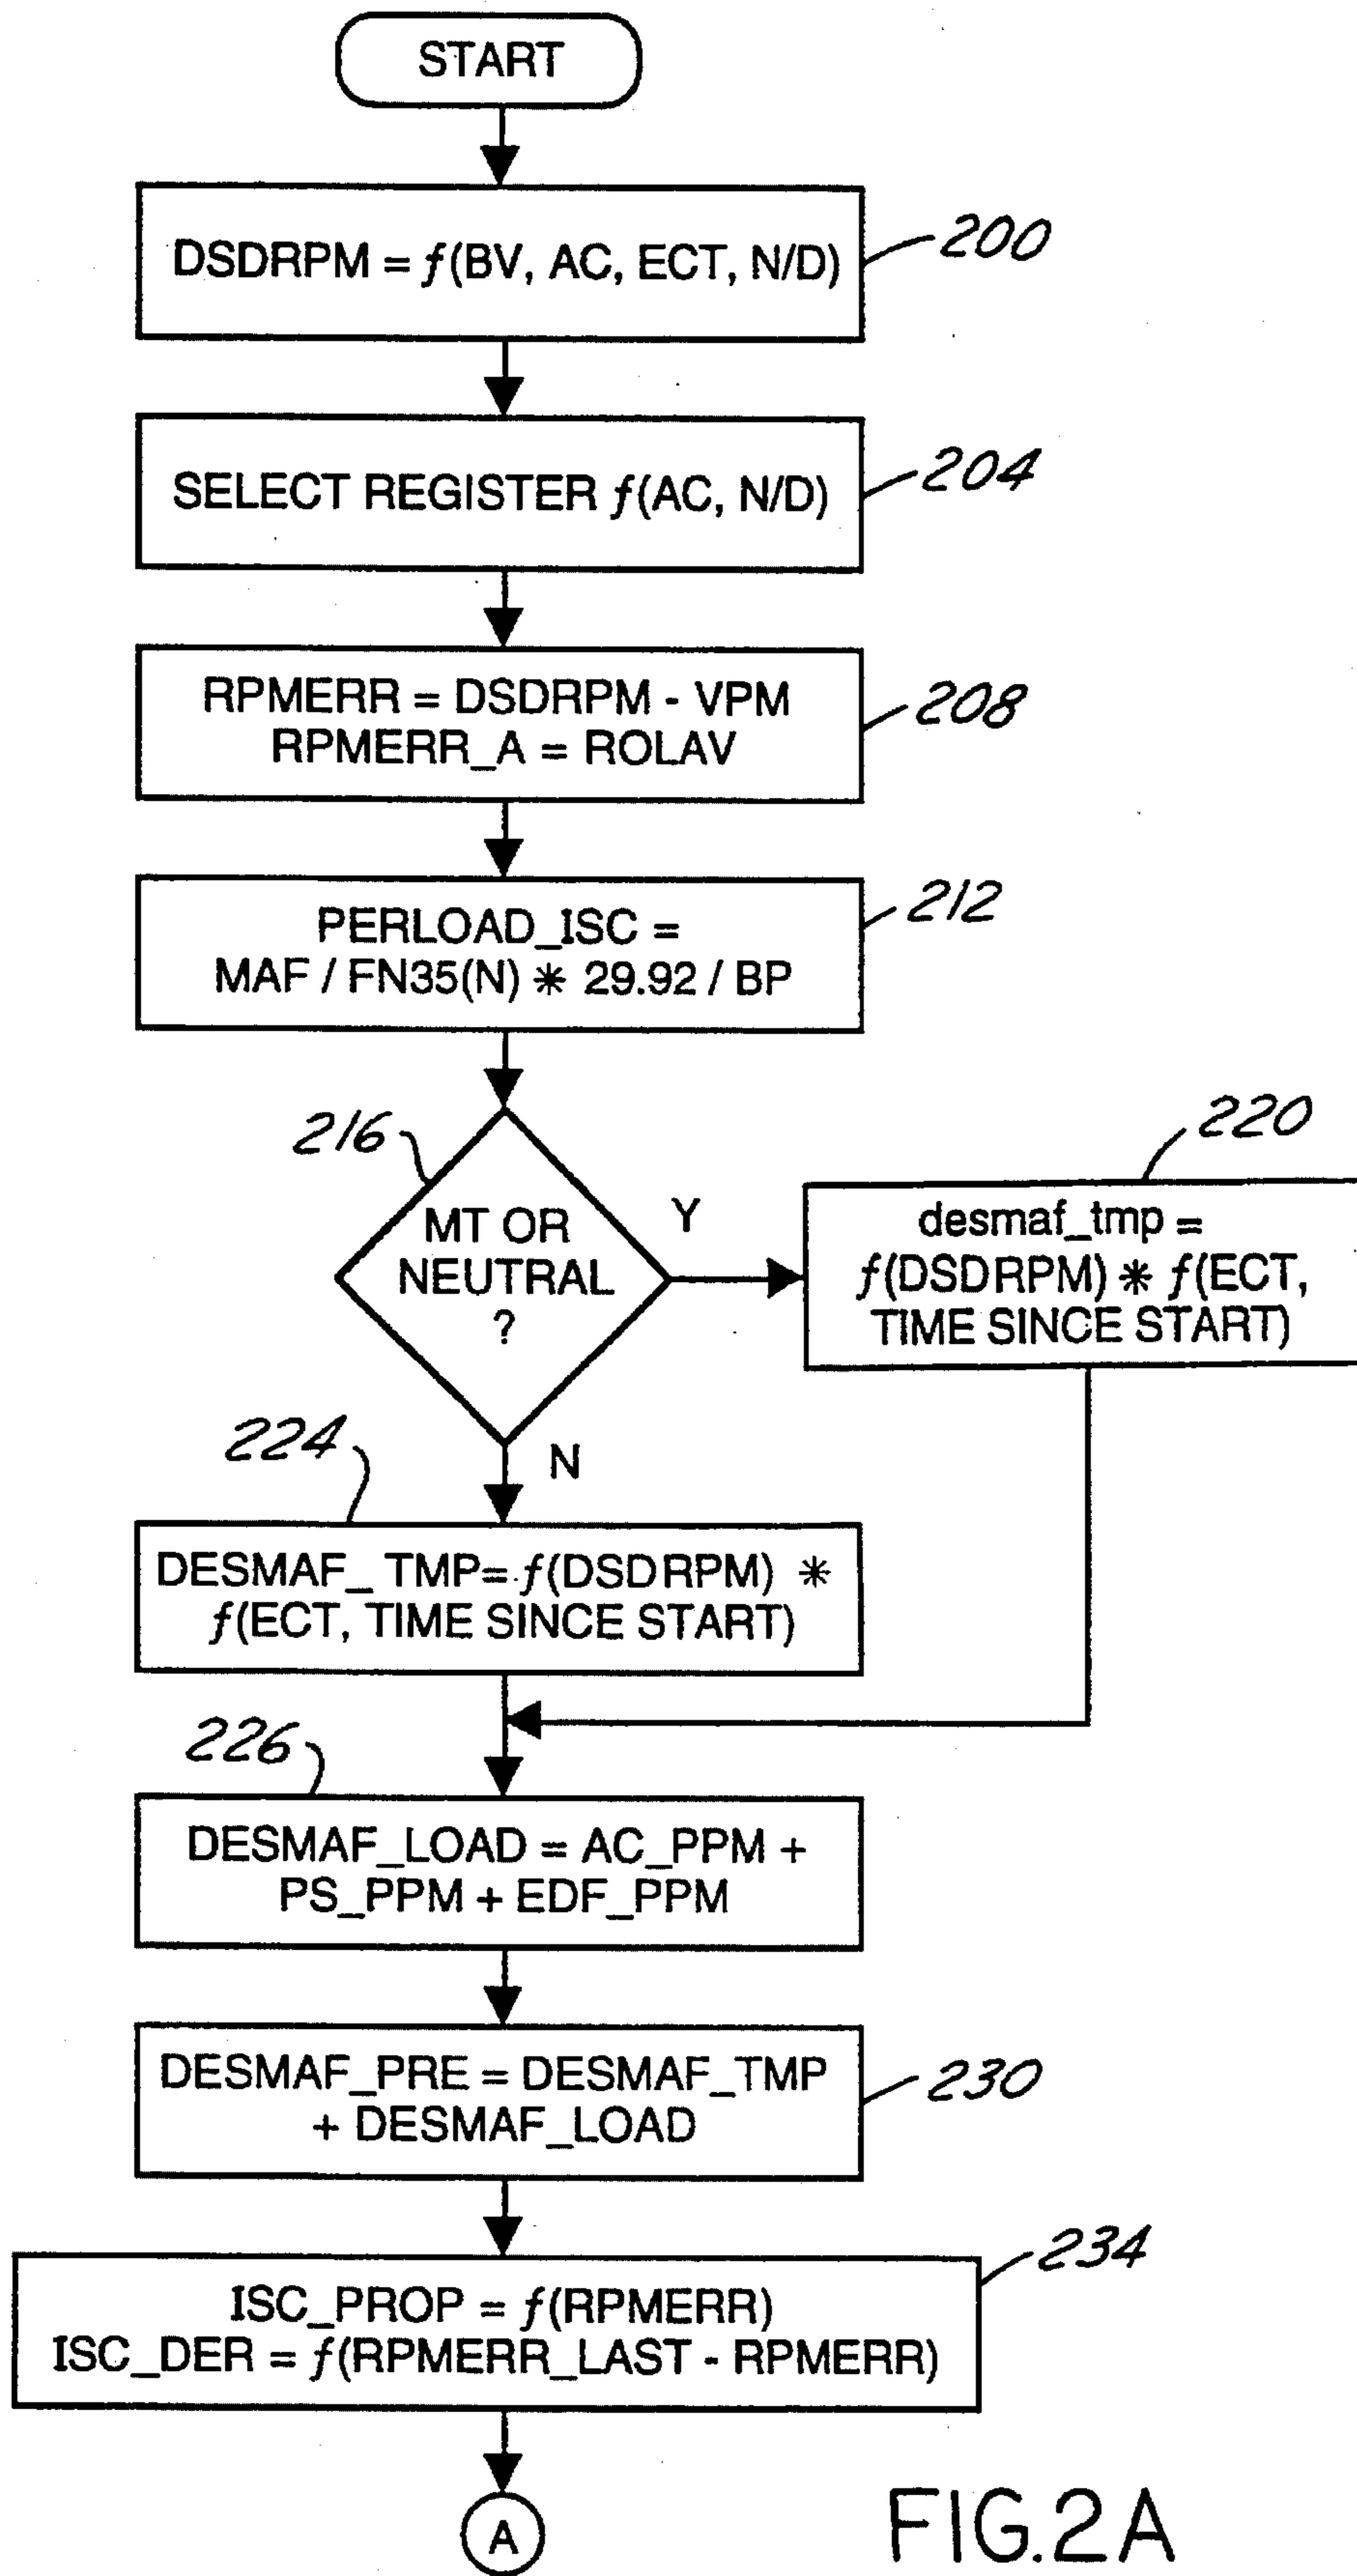 START
DSDRPM = f(BV, AC, ECT, N/D)
200
SELECT REGISTER f(AC, N/D)
204
RPMERR = DSDRPM - VPM
RPMERR_A = ROLAV
208
PERLOAD_ISC =
MAF / FN35(N) * 29.92 / BP
212
216
MT OR
NEUTRAL
?
Y
220
desmaf_tmp =
f(DSDRPM) * f(ECT,
TIME SINCE START)
N
224
DESMAF_ TMP= f(DSDRPM) *
f(ECT, TIME SINCE START)
226
DESMAF_LOAD = AC_PPM +
PS_PPM + EDF_PPM
DESMAF_PRE = DESMAF_TMP
+ DESMAF_LOAD
230
234
ISC_PROP = f(RPMERR)
ISC_DER = f(RPMERR_LAST - RPMERR)
A
FIG.2A